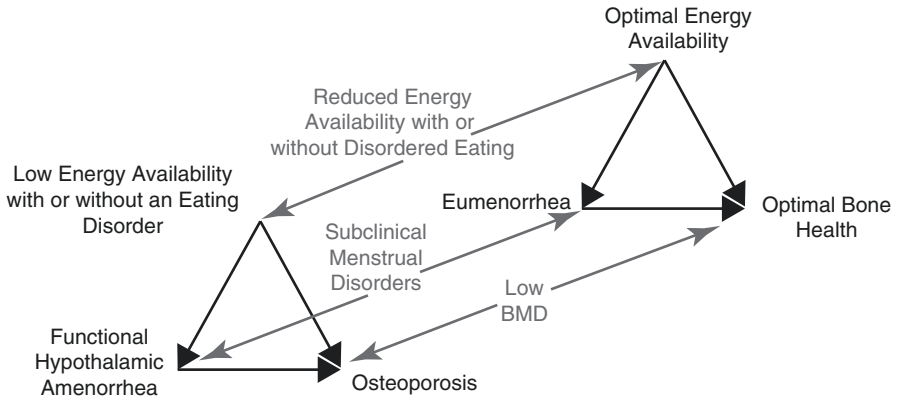 Optimal Energy
Availability
Reduced Energy
Availability with or
without Disordered Eating
Low Energy Availability
with or without an Eating
Disorder
Eumenorrhea
Optimal Bone
Health
Subclinical
Menstrual
Disorders
Low
BMD
Functional
Hypothalamic
Amenorrhea
Osteoporosis